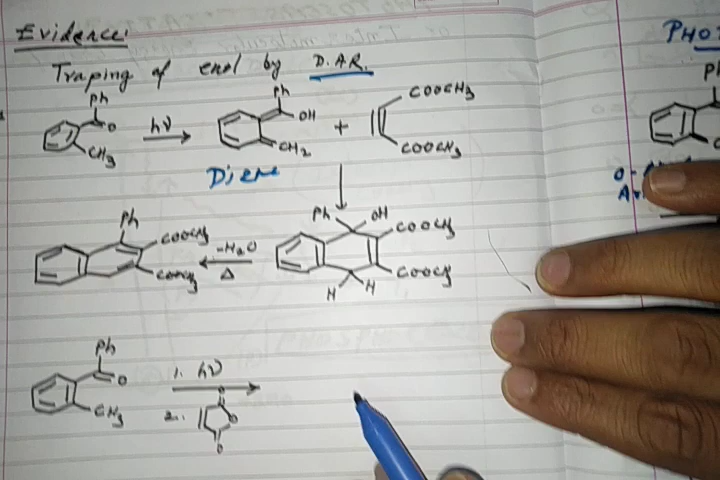 Evidence:
Traping of enol by D.A.R.
Ph
O
CH3
hν
Ph
OH
CH2
+
COOCH3
COOCH3
Diene
Ph
COOCH3
COOCH3
-H2O
Δ
Ph OH
COOCH3
COOCH3
H H
Ph
O
CH3
1. hν
2.
O
O
O
PHOT
Ph